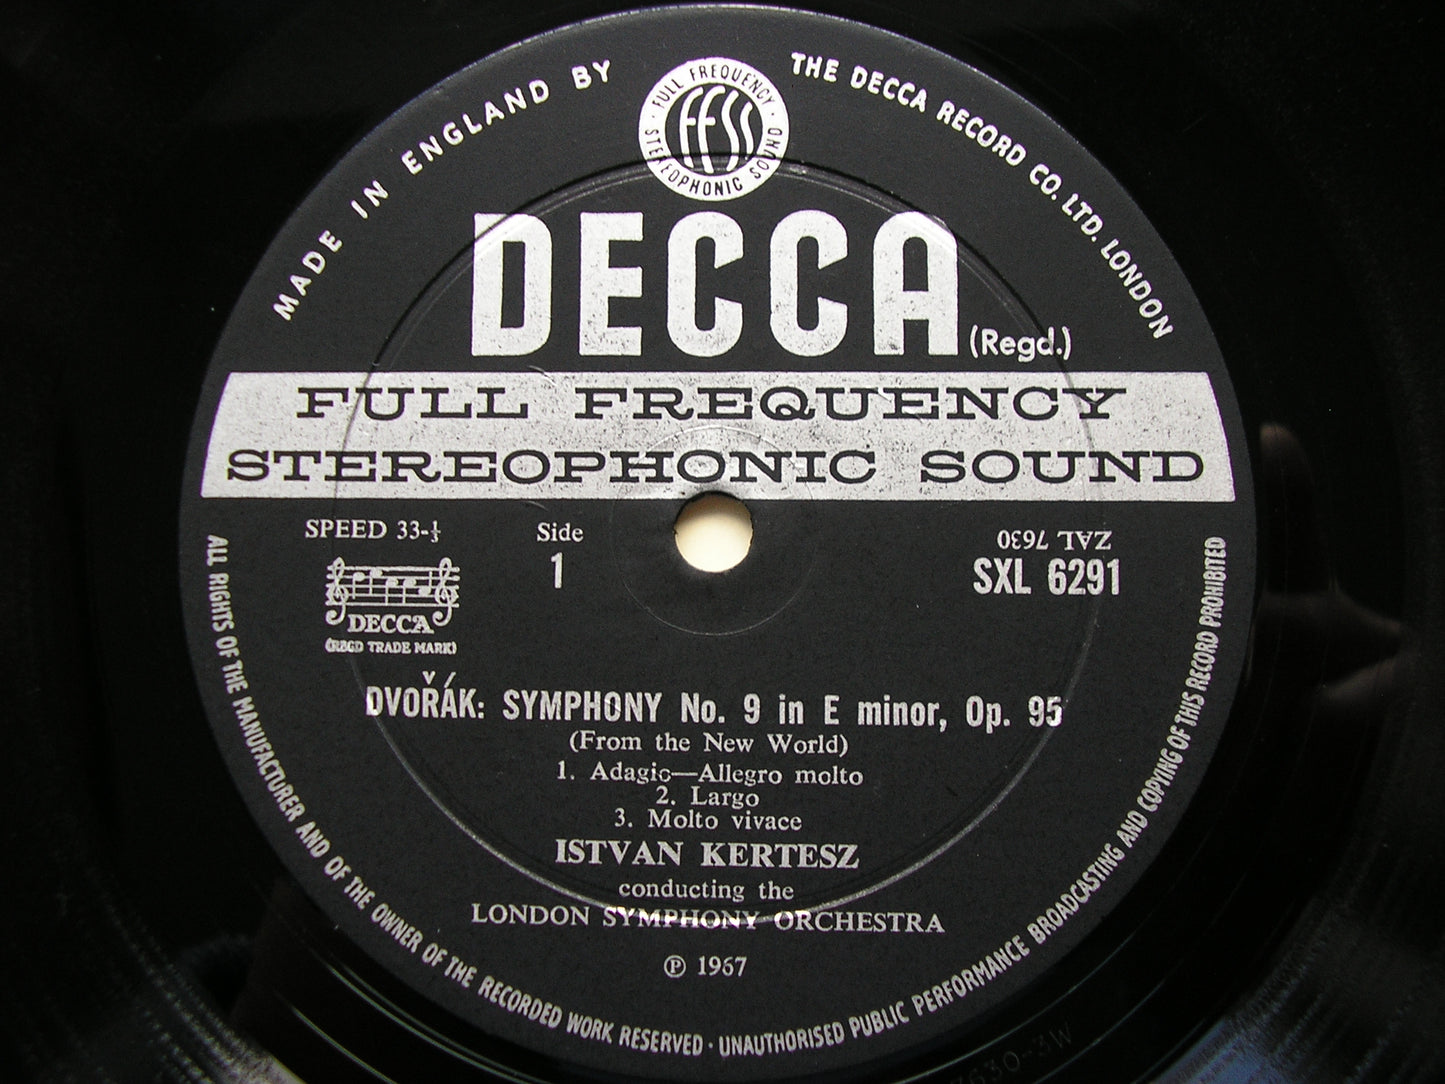 MADE IN ENGLAND BY
THE DECCA RECORD CO. LTD. LONDON
FULL FREQUENCY STEREOPHONIC SOUND
FFSS
DECCA (Regd.)
FULL FREQUENCY
STEREOPHONIC SOUND
SPEED 33-⅓
Side
1
ZAL 7630
SXL 6291
DECCA
(REGD TRADE MARK)
DVOŘÁK: SYMPHONY No. 9 in E minor, Op. 95
(From the New World)
1. Adagio—Allegro molto
2. Largo
3. Molto vivace
ISTVAN KERTESZ
conducting the
LONDON SYMPHONY ORCHESTRA
℗ 1967
ALL RIGHTS OF THE MANUFACTURER AND OF THE OWNER OF THE RECORDED WORK RESERVED · UNAUTHORISED PUBLIC PERFORMANCE BROADCASTING AND COPYING OF THIS RECORD PROHIBITED